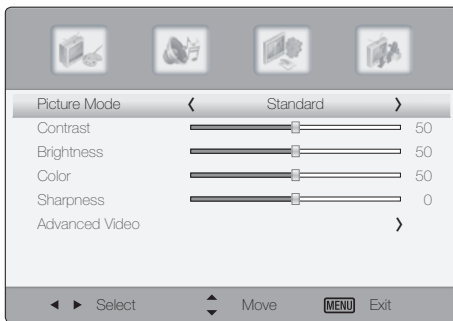 Picture Mode Standard
Contrast 50
Brightness 50
Color 50
Sharpness 0
Advanced Video
Select Move MENU Exit